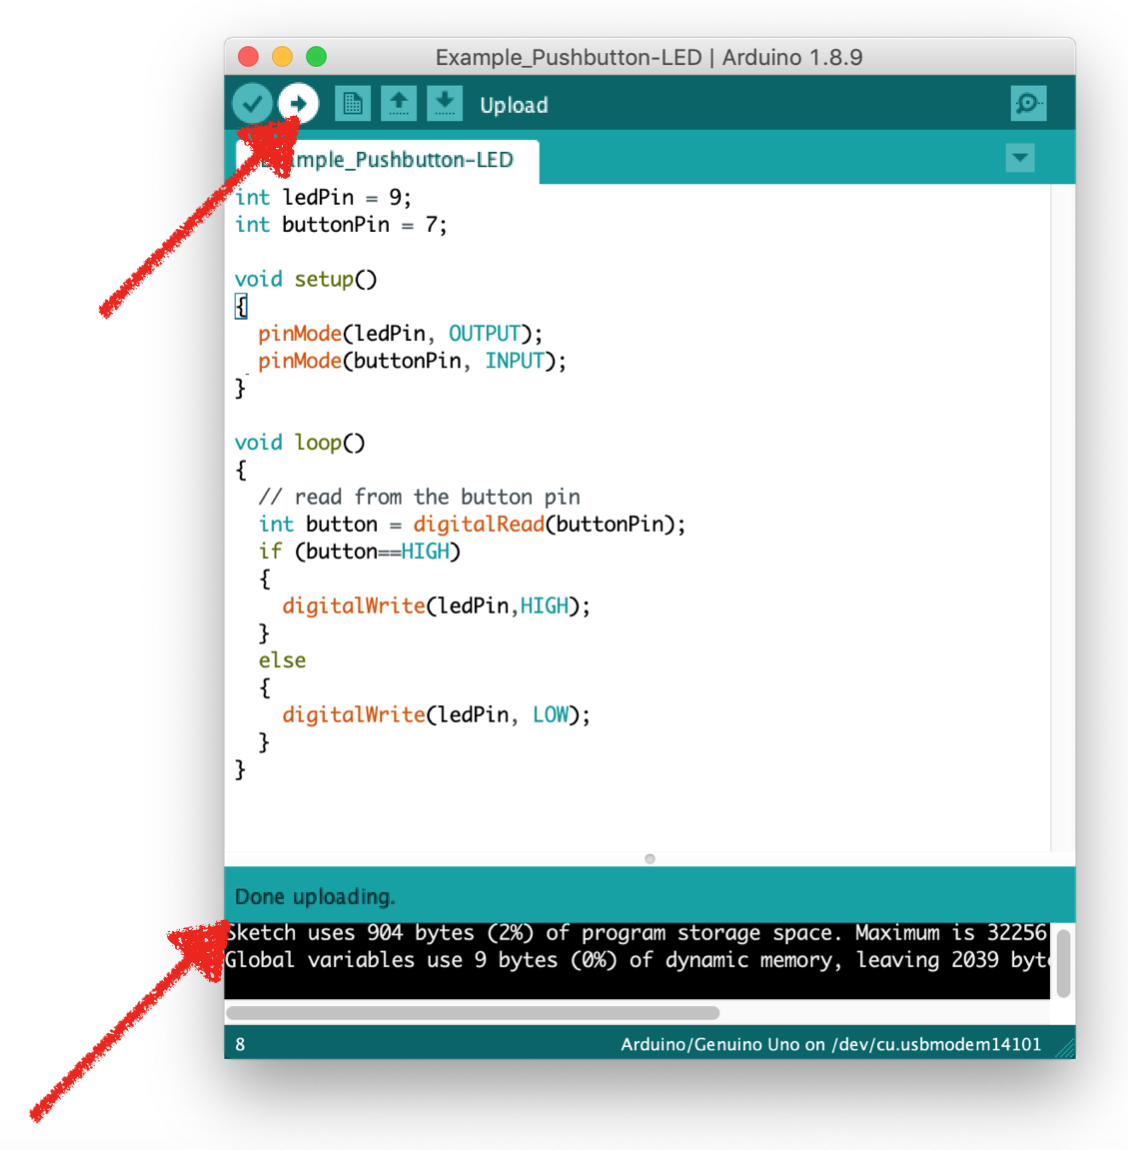 Example_Pushbutton-LED | Arduino 1.8.9
Upload
mple_Pushbutton-LED
int ledPin = 9;
int buttonPin = 7;
void setup()
{
  pinMode(ledPin, OUTPUT);
  pinMode(buttonPin, INPUT);
}
void loop()
{
  // read from the button pin
  int button = digitalRead(buttonPin);
  if (button==HIGH)
  {
    digitalWrite(ledPin,HIGH);
  }
  else
  {
    digitalWrite(ledPin, LOW);
  }
}
Done uploading.
Sketch uses 904 bytes (2%) of program storage space. Maximum is 32256
Global variables use 9 bytes (0%) of dynamic memory, leaving 2039 byt
8
Arduino/Genuino Uno on /dev/cu.usbmodem14101